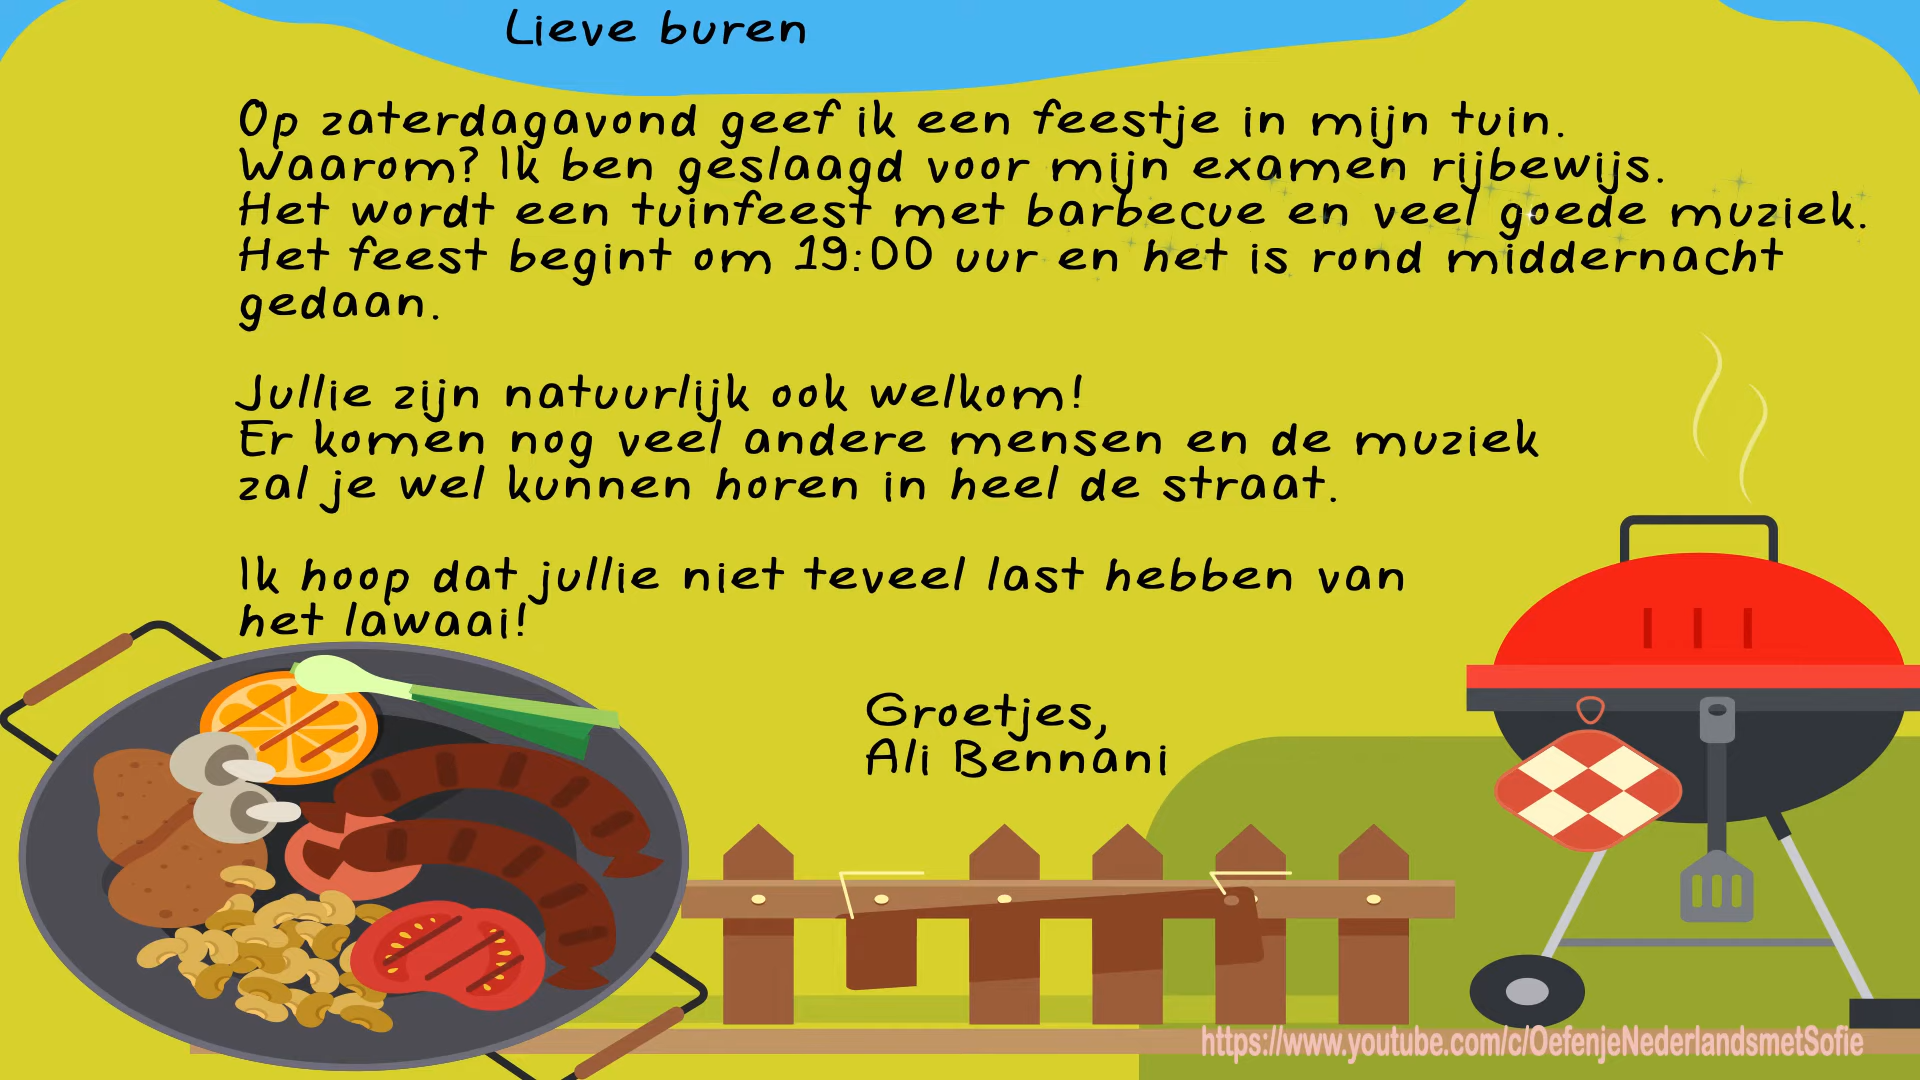 Lieve buren
Op zaterdagavond geef ik een feestje in mijn tuin.
Waarom? Ik ben geslaagd voor mijn examen rijbewijs.
Het wordt een tuinfeest met barbecue en veel goede muziek.
Het feest begint om 19:00 uur en het is rond middernacht
gedaan.
Jullie zijn natuurlijk ook welkom!
Er komen nog veel andere mensen en de muziek
zal je wel kunnen horen in heel de straat.
Ik hoop dat jullie niet teveel last hebben van
het lawaai!
Groetjes,
Ali Bennani
https://www.youtube.com/c/OefenjeNederlandsmetSofie